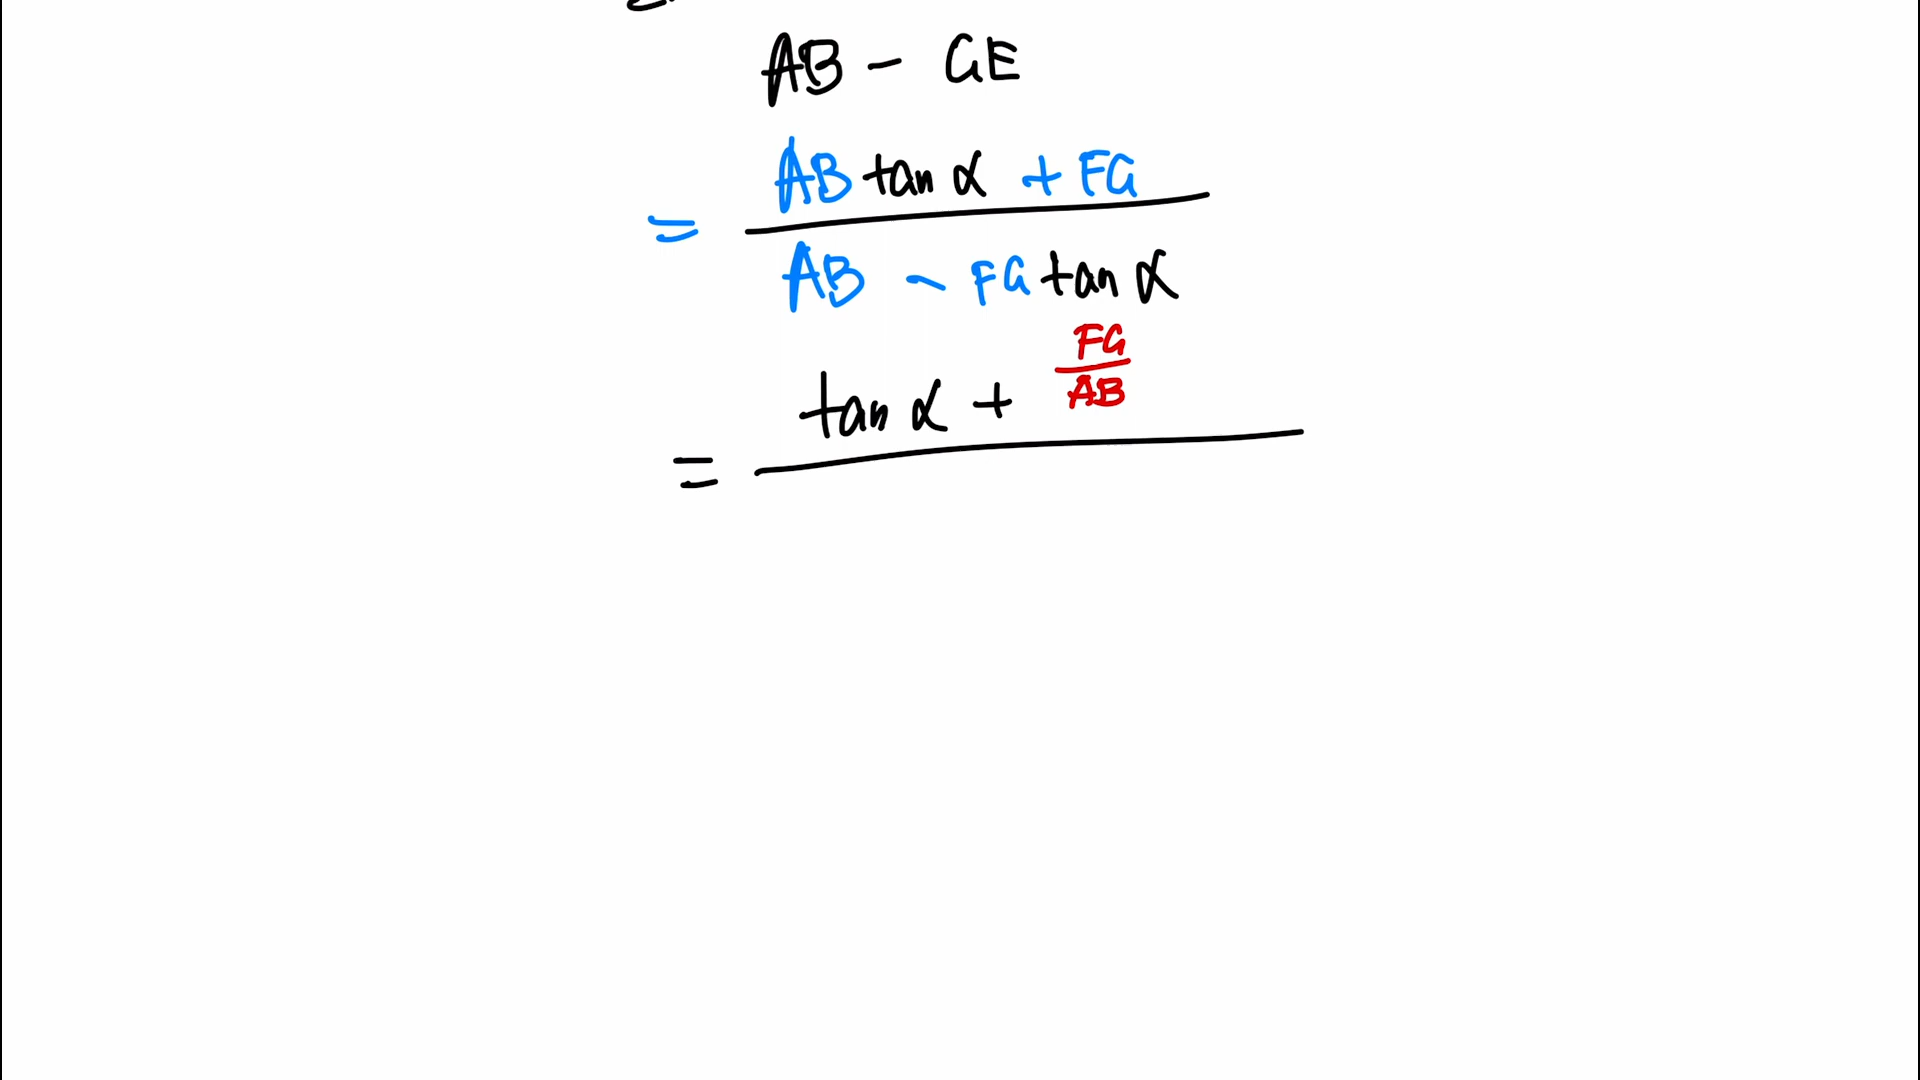 AB - GE
AB tan α + FG
=
AB - FG tan α
FG
AB
tan α +
=